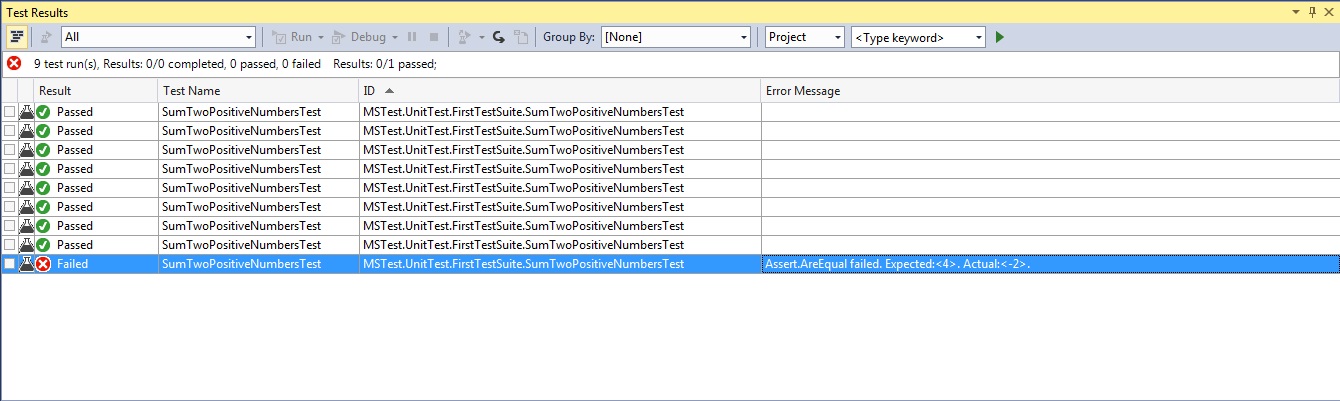 Test Results
All Run Debug Group By: [None] Project <Type keyword>
9 test run(s), Results: 0/0 completed, 0 passed, 0 failed Results: 0/1 passed;
Result Test Name ID Error Message
Passed SumTwoPositiveNumbersTest MSTest.UnitTest.FirstTestSuite.SumTwoPositiveNumbersTest
Passed SumTwoPositiveNumbersTest MSTest.UnitTest.FirstTestSuite.SumTwoPositiveNumbersTest
Passed SumTwoPositiveNumbersTest MSTest.UnitTest.FirstTestSuite.SumTwoPositiveNumbersTest
Passed SumTwoPositiveNumbersTest MSTest.UnitTest.FirstTestSuite.SumTwoPositiveNumbersTest
Passed SumTwoPositiveNumbersTest MSTest.UnitTest.FirstTestSuite.SumTwoPositiveNumbersTest
Passed SumTwoPositiveNumbersTest MSTest.UnitTest.FirstTestSuite.SumTwoPositiveNumbersTest
Passed SumTwoPositiveNumbersTest MSTest.UnitTest.FirstTestSuite.SumTwoPositiveNumbersTest
Passed SumTwoPositiveNumbersTest MSTest.UnitTest.FirstTestSuite.SumTwoPositiveNumbersTest
Failed SumTwoPositiveNumbersTest MSTest.UnitTest.FirstTestSuite.SumTwoPositiveNumbersTest Assert.AreEqual failed. Expected:<4>. Actual:<-2>.